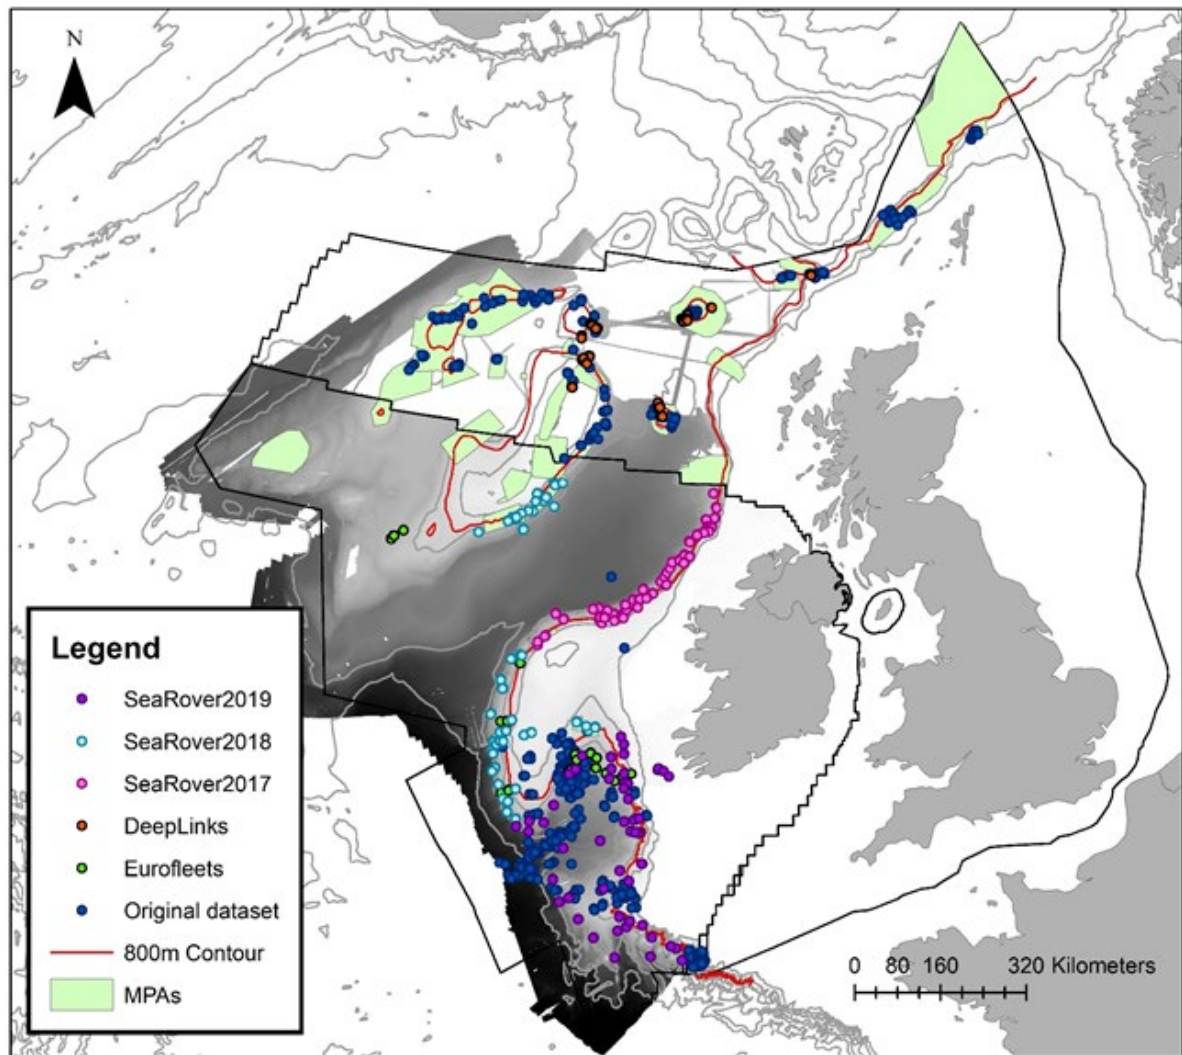 N
Legend
SeaRover2019
SeaRover2018
SeaRover2017
DeepLinks
Eurofleets
Original dataset
800m Contour
MPAs
0 80 160 320 Kilometers